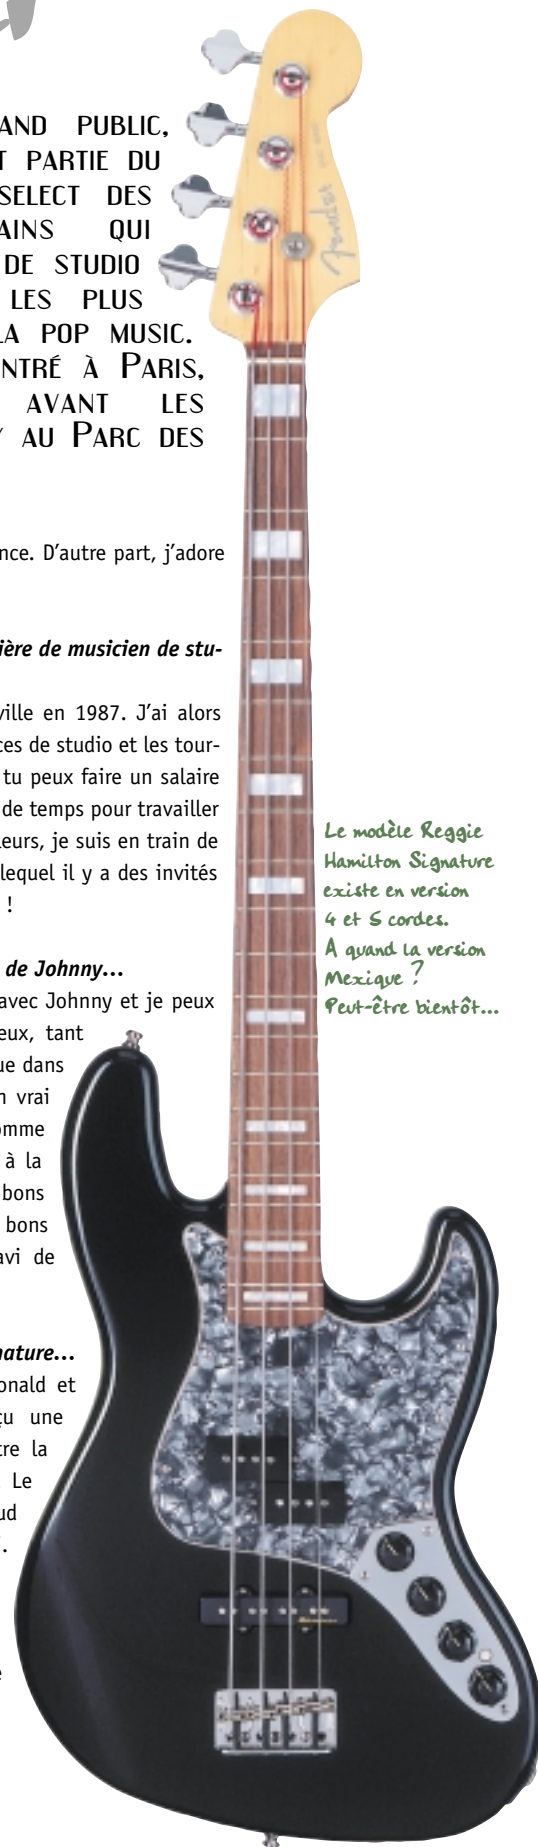 AND PUBLIC,
T PARTIE DU
SELECT DES
AINS QUI
DE STUDIO
LES PLUS
LA POP MUSIC.
NTRÉ À PARIS,
AVANT LES
Y AU PARC DES
nce. D'autre part, j'adore
ière de musicien de stu-
ville en 1987. J'ai alors
ces de studio et les tour-
tu peux faire un salaire
de temps pour travailler
leurs, je suis en train de
lequel il y a des invités
!
de Johnny...
avec Johnny et je peux
eux, tant
ue dans
n vrai
omme
à la
bons
bons
avi de
nature...
onald et
çu une
tre la
Le
ud
.
e
Fender
Le modèle Reggie
Hamilton Signature
existe en version
4 et 5 cordes.
A quand la version
Mexique ?
Peut-être bientôt...